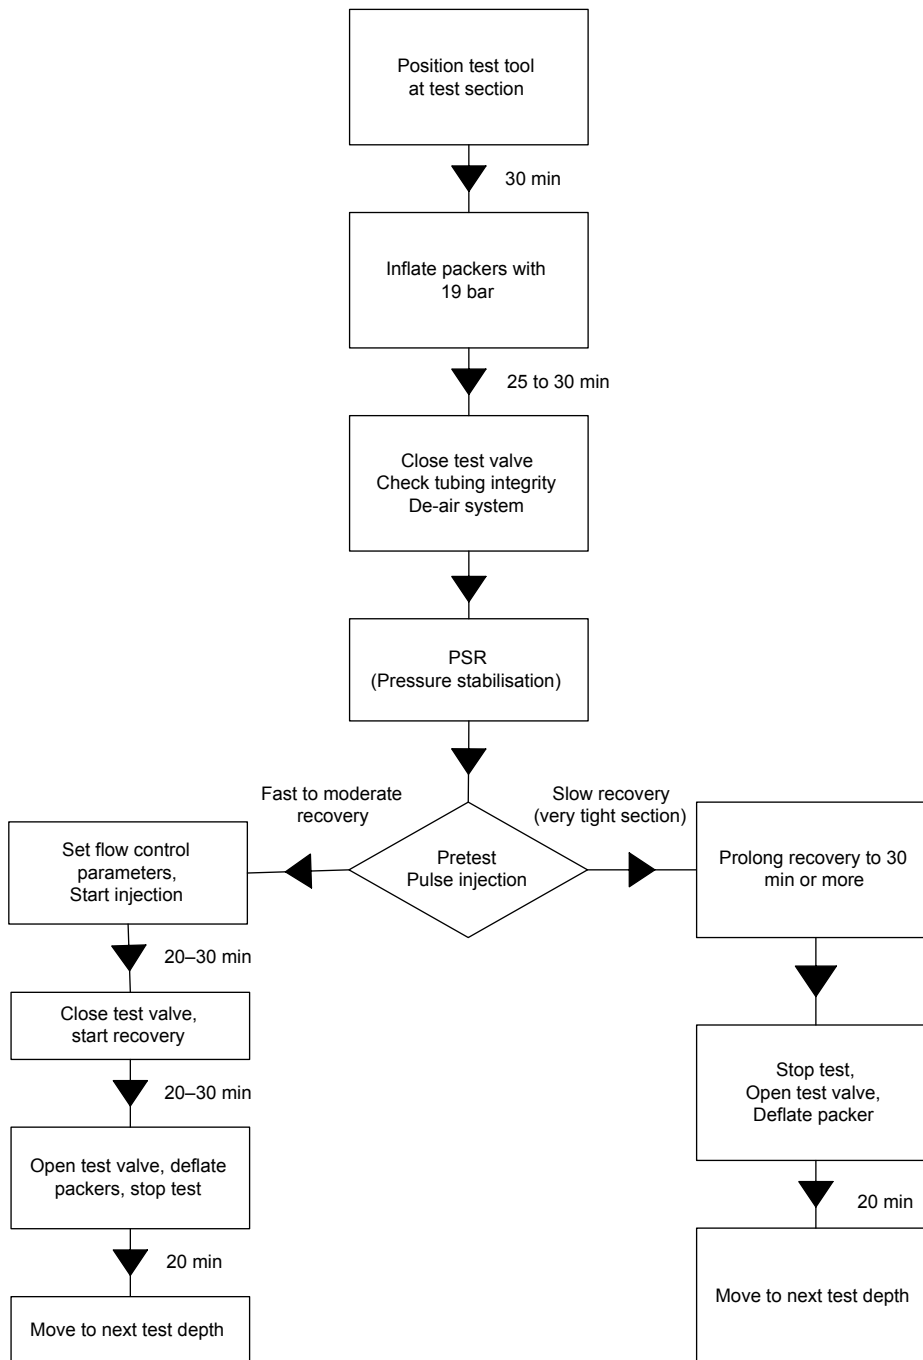 Position test tool
at test section
30 min
Inflate packers with
19 bar
25 to 30 min
Close test valve
Check tubing integrity
De-air system
PSR
(Pressure stabilisation)
Fast to moderate
recovery
Slow recovery
(very tight section)
Pretest
Pulse injection
Set flow control
parameters,
Start injection
20–30 min
Close test valve,
start recovery
20–30 min
Open test valve, deflate
packers, stop test
20 min
Move to next test depth
Prolong recovery to 30
min or more
Stop test,
Open test valve,
Deflate packer
20 min
Move to next test depth